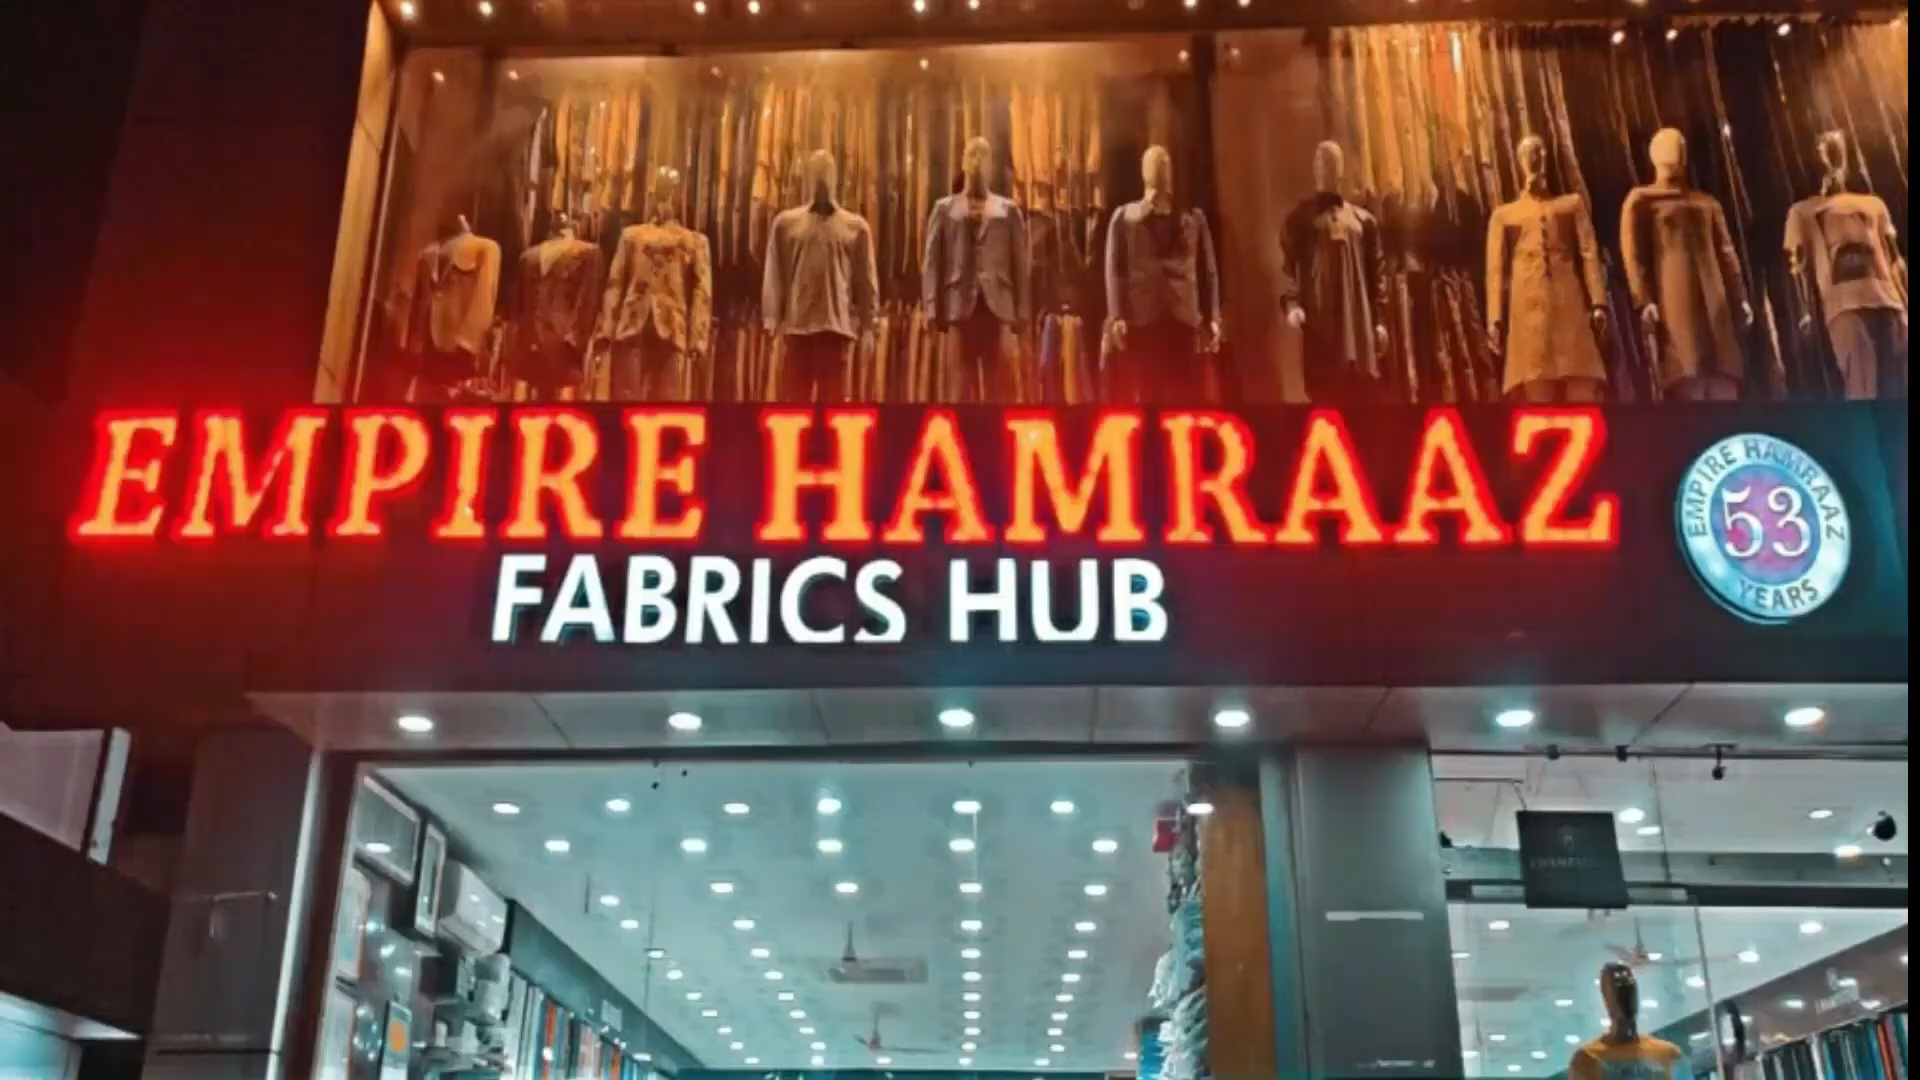 EMPIRE HAMRAAZ
FABRICS HUB
EMPIRE HAMRAAZ
53
YEARS